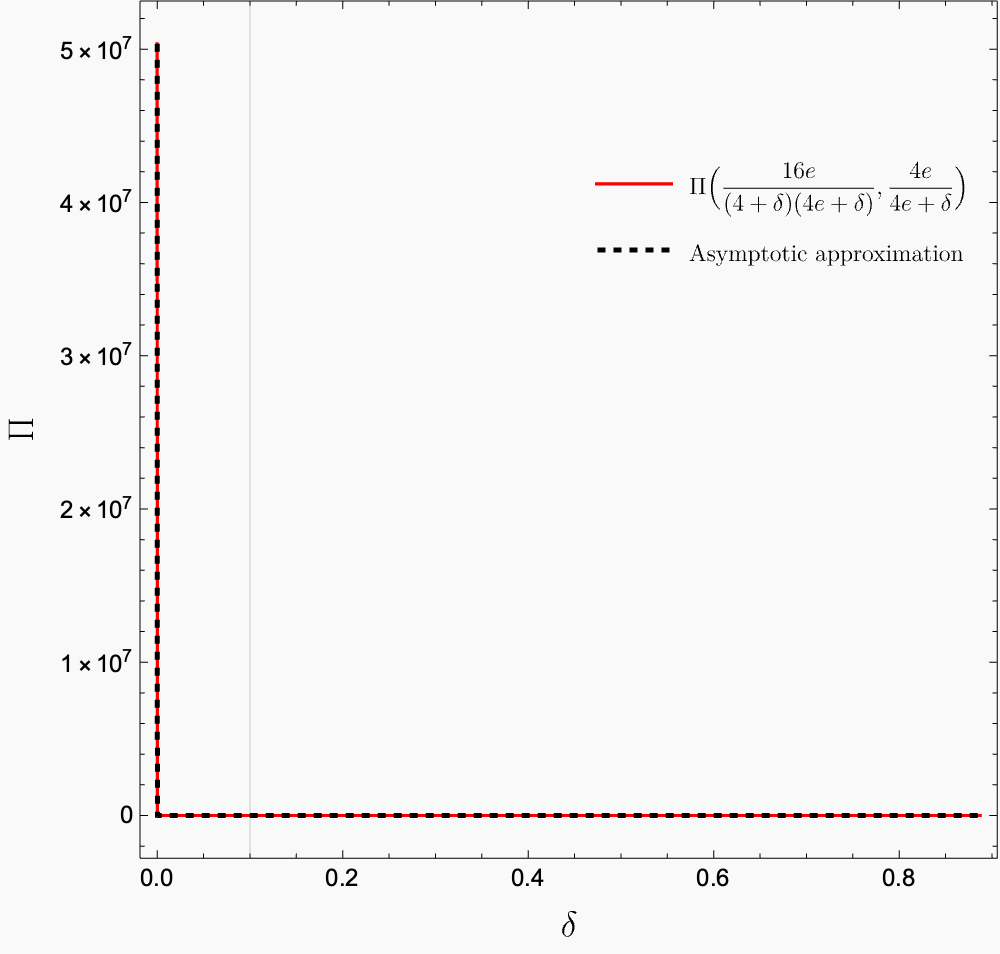 5 × 10^7
4 × 10^7
3 × 10^7
2 × 10^7
1 × 10^7
0
Π
Π(16e/((4 + δ)(4e + δ)), 4e/(4e + δ))
Asymptotic approximation
0.0 0.2 0.4 0.6 0.8
δ